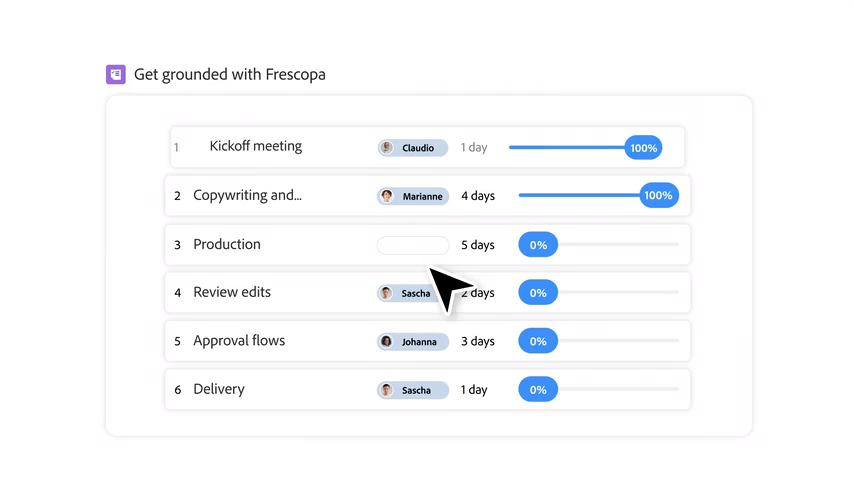 Get grounded with Frescopa
1 Kickoff meeting Claudio 1 day 100%
2 Copywriting and... Marianne 4 days 100%
3 Production 5 days 0%
4 Review edits Sascha 2 days 0%
5 Approval flows Johanna 3 days 0%
6 Delivery Sascha 1 day 0%